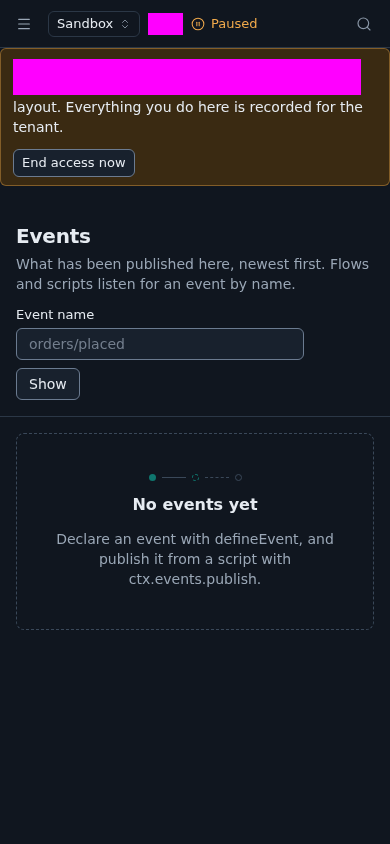 Sandbox
Paused
layout. Everything you do here is recorded for the
tenant.
End access now
Events
What has been published here, newest first. Flows
and scripts listen for an event by name.
Event name
orders/placed
Show
No events yet
Declare an event with defineEvent, and
publish it from a script with
ctx.events.publish.